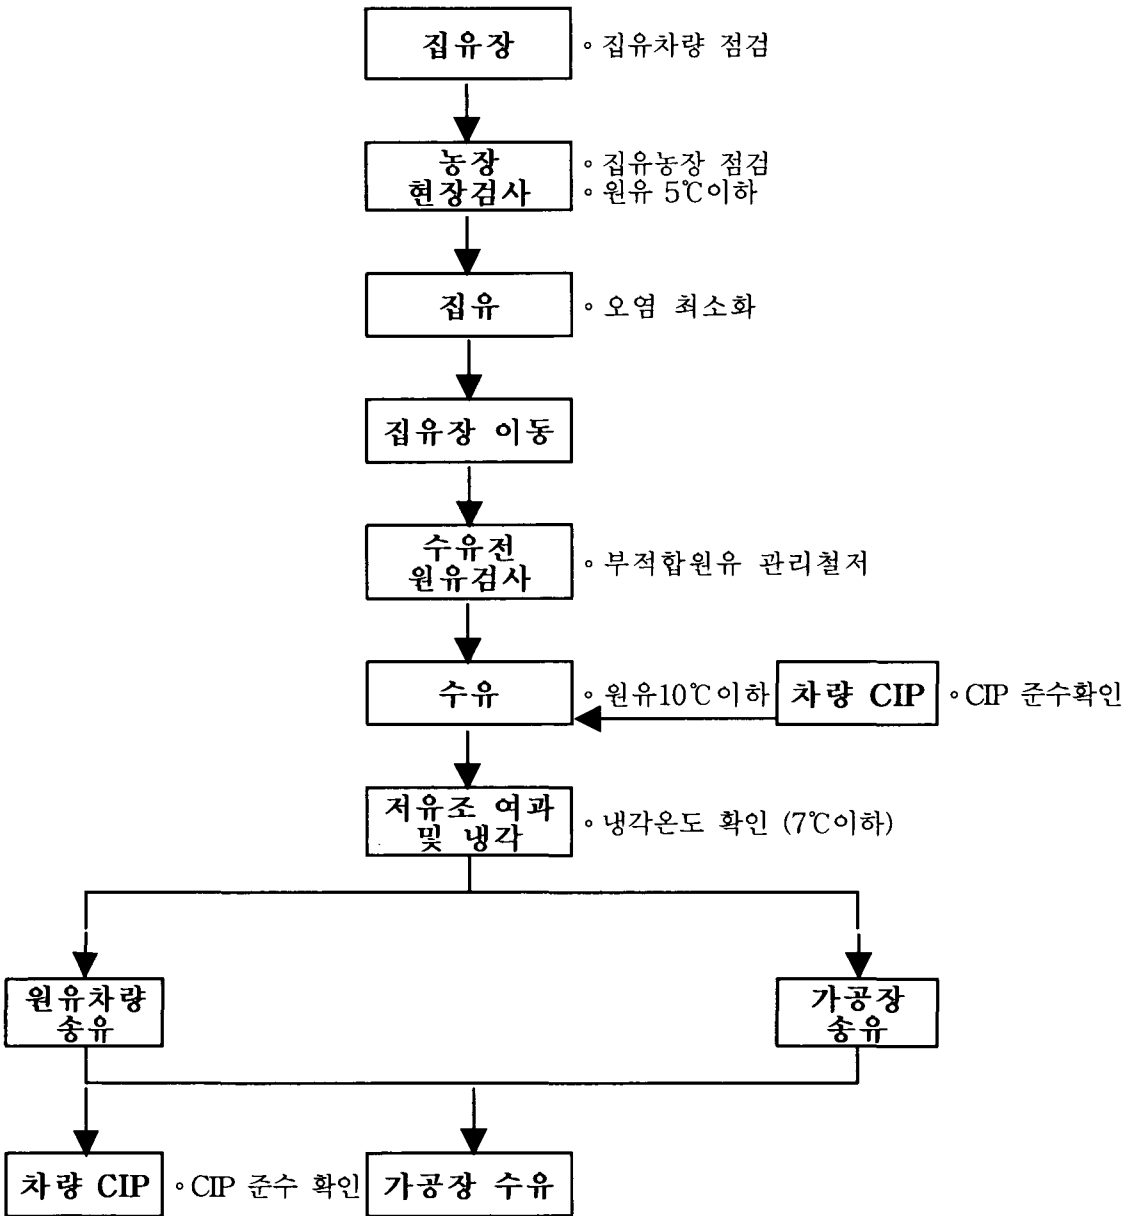 집유장
◦ 집유차량 점검
농장
현장검사
◦ 집유농장 점검
◦ 원유 5℃이하
집유
◦ 오염 최소화
집유장 이동
수유전
원유검사
◦ 부적합원유 관리철저
수유
◦ 원유10℃이하
차량 CIP
◦ CIP 준수확인
저유조 여과
및 냉각
◦ 냉각온도 확인 (7℃이하)
원유차량
송유
가공장
송유
차량 CIP
◦ CIP 준수 확인
가공장 수유